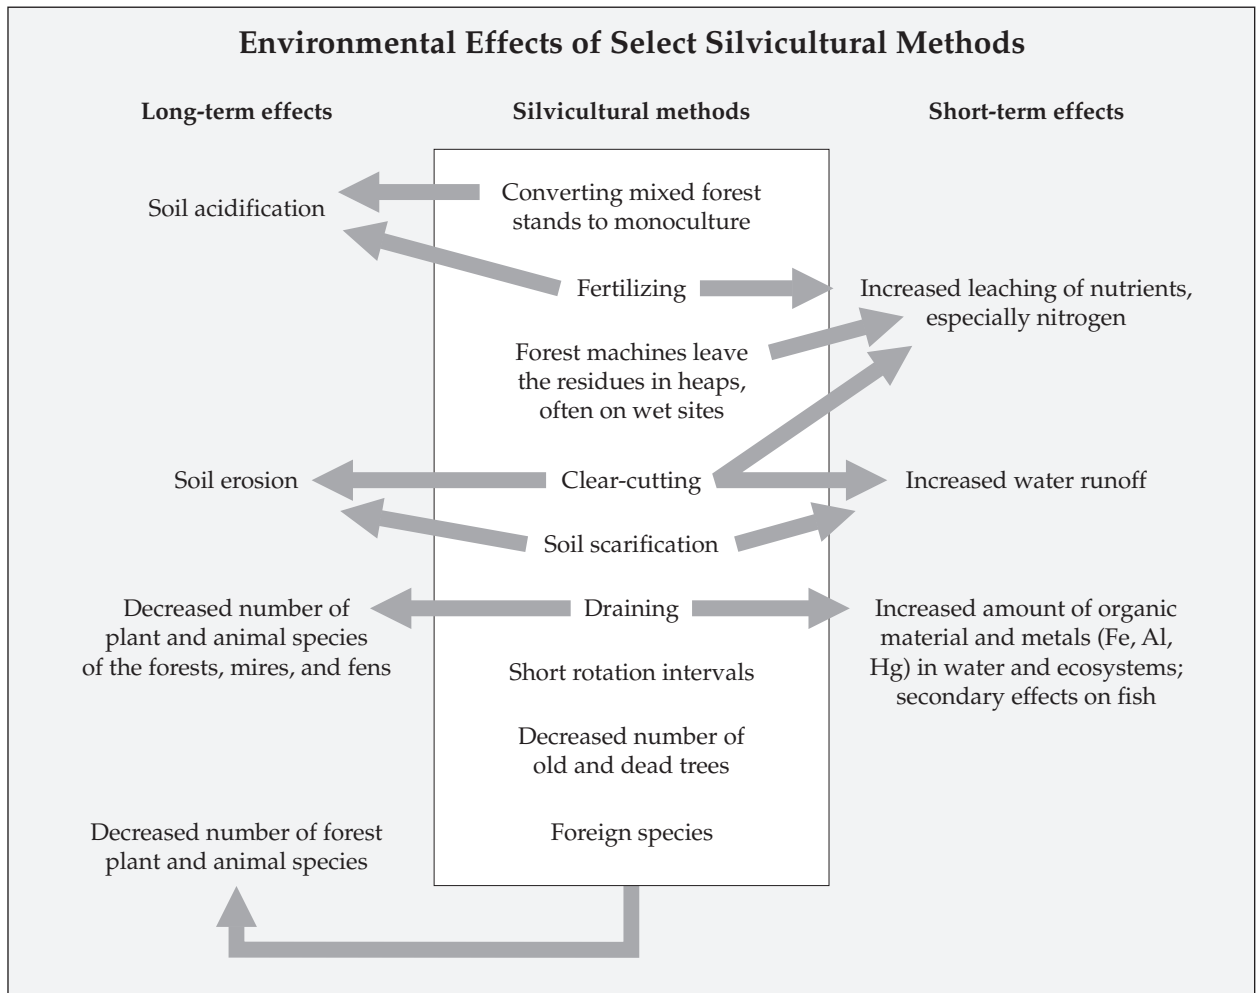 Environmental Effects of Select Silvicultural Methods
Long-term effects
Silvicultural methods
Short-term effects
Soil acidification
Converting mixed forest
stands to monoculture
Fertilizing
Increased leaching of nutrients,
especially nitrogen
Forest machines leave
the residues in heaps,
often on wet sites
Soil erosion
Clear-cutting
Increased water runoff
Soil scarification
Decreased number of
plant and animal species
of the forests, mires, and fens
Draining
Increased amount of organic
material and metals (Fe, Al,
Hg) in water and ecosystems;
secondary effects on fish
Short rotation intervals
Decreased number of
old and dead trees
Decreased number of forest
plant and animal species
Foreign species